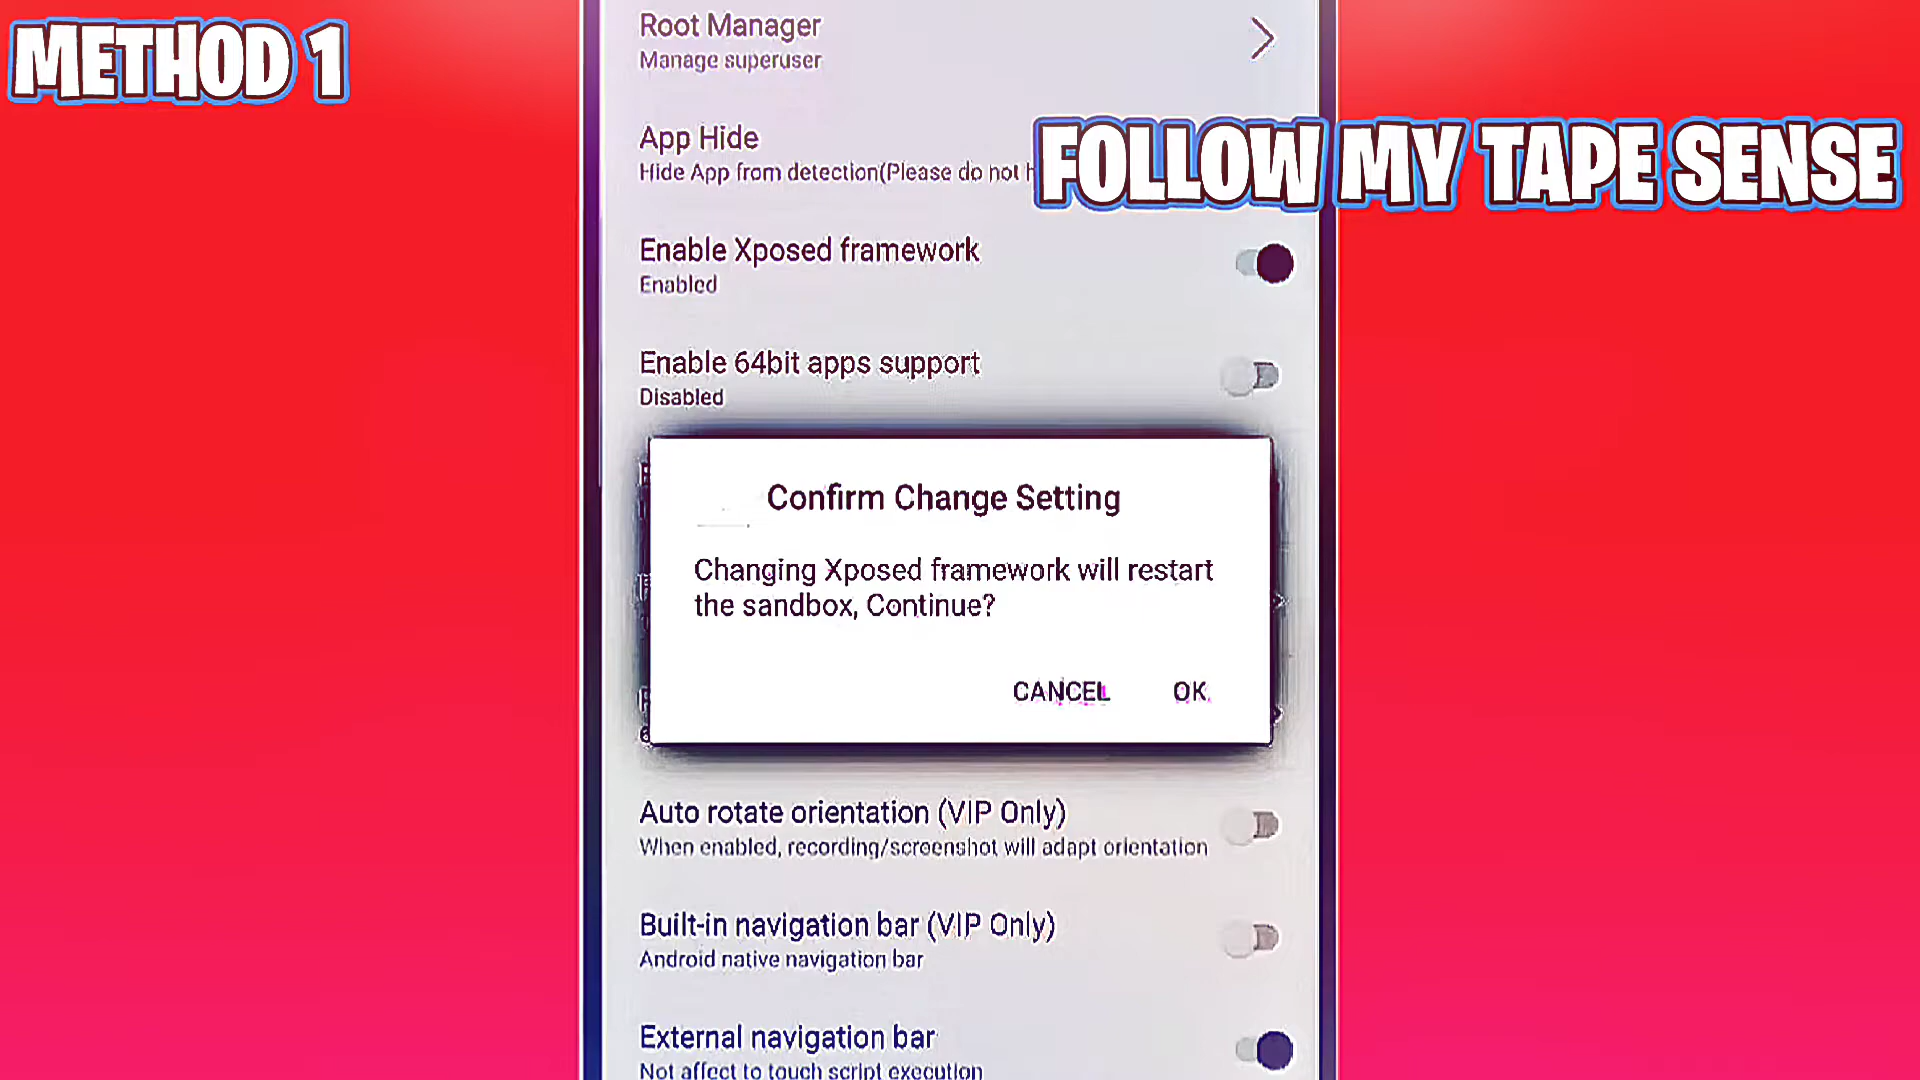 METHOD 1
Root Manager
Manage superuser
FOLLOW MY TAPE SENSE
App Hide
Hide App from detection(Please do not
Enable Xposed framework
Enabled
Enable 64bit apps support
Disabled
Confirm Change Setting
Changing Xposed framework will restart
the sandbox, Continue?
CANCEL
OK
Auto rotate orientation (VIP Only)
When enabled, recording/screenshot will adapt orientation
Built-in navigation bar (VIP Only)
Android native navigation bar
External navigation bar
Not affect to touch script execution